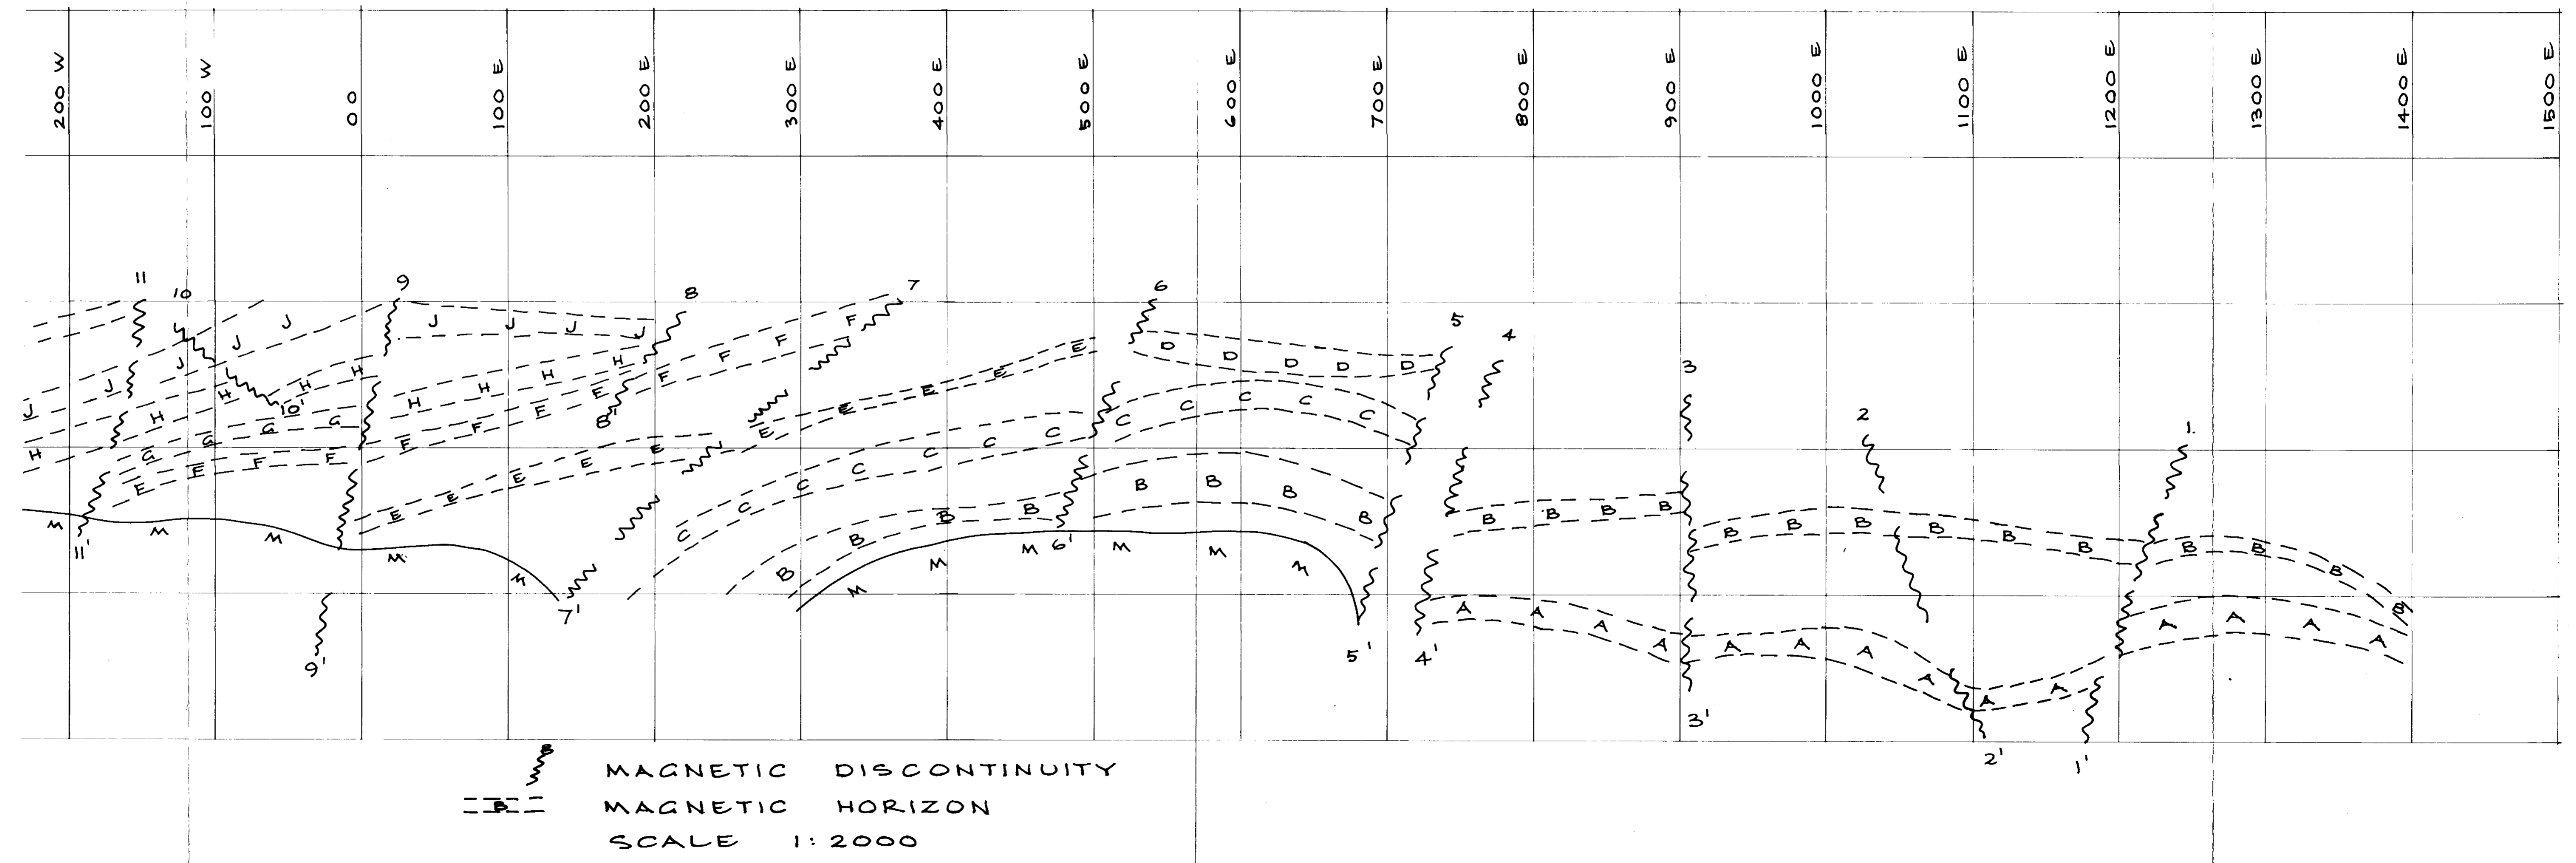 200 W 100 W 00 100 E 200 E 300 E 400 E 500 E 600 E 700 E 800 E 900 E 1000 E 1100 E 1200 E 1300 E 1400 E 1500 E
11 10 9 8 7 6 5 4 3 2 1
J J J J J J J J
D D D D D
H H H H H H H H H H
G G G G
F F F F F F F F F F
E E E E E E E E E E
C C C C C C C C C C C C
B B B B B B B B B B B B B B B B B B B B B B
M M M M M M M M M M M
A A A A A A A A A A A A A A
10' 8' 11' 6' 7' 9' 5' 4' 3' 2' 1'
B MAGNETIC DISCONTINUITY
B MAGNETIC HORIZON
SCALE 1:2000